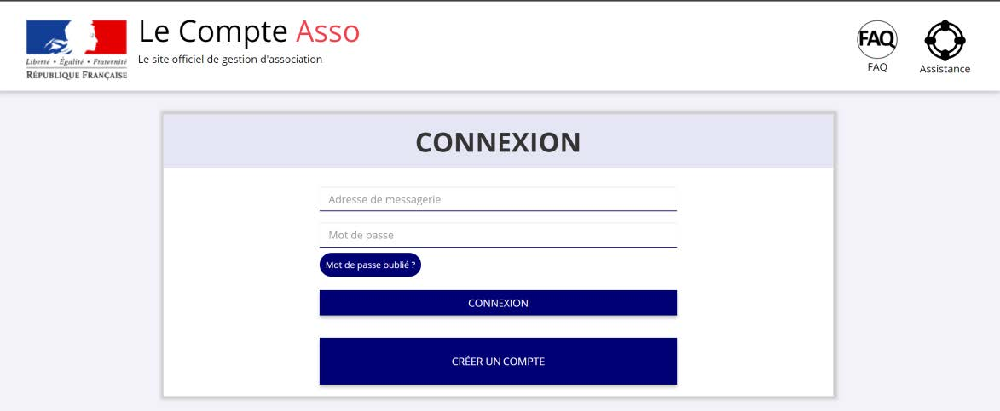 Le Compte Asso
Le site officiel de gestion d'association
Liberté • Égalité • Fraternité
RÉPUBLIQUE FRANÇAISE
FAQ
FAQ
Assistance
CONNEXION
Adresse de messagerie
Mot de passe
Mot de passe oublié ?
CONNEXION
CRÉER UN COMPTE